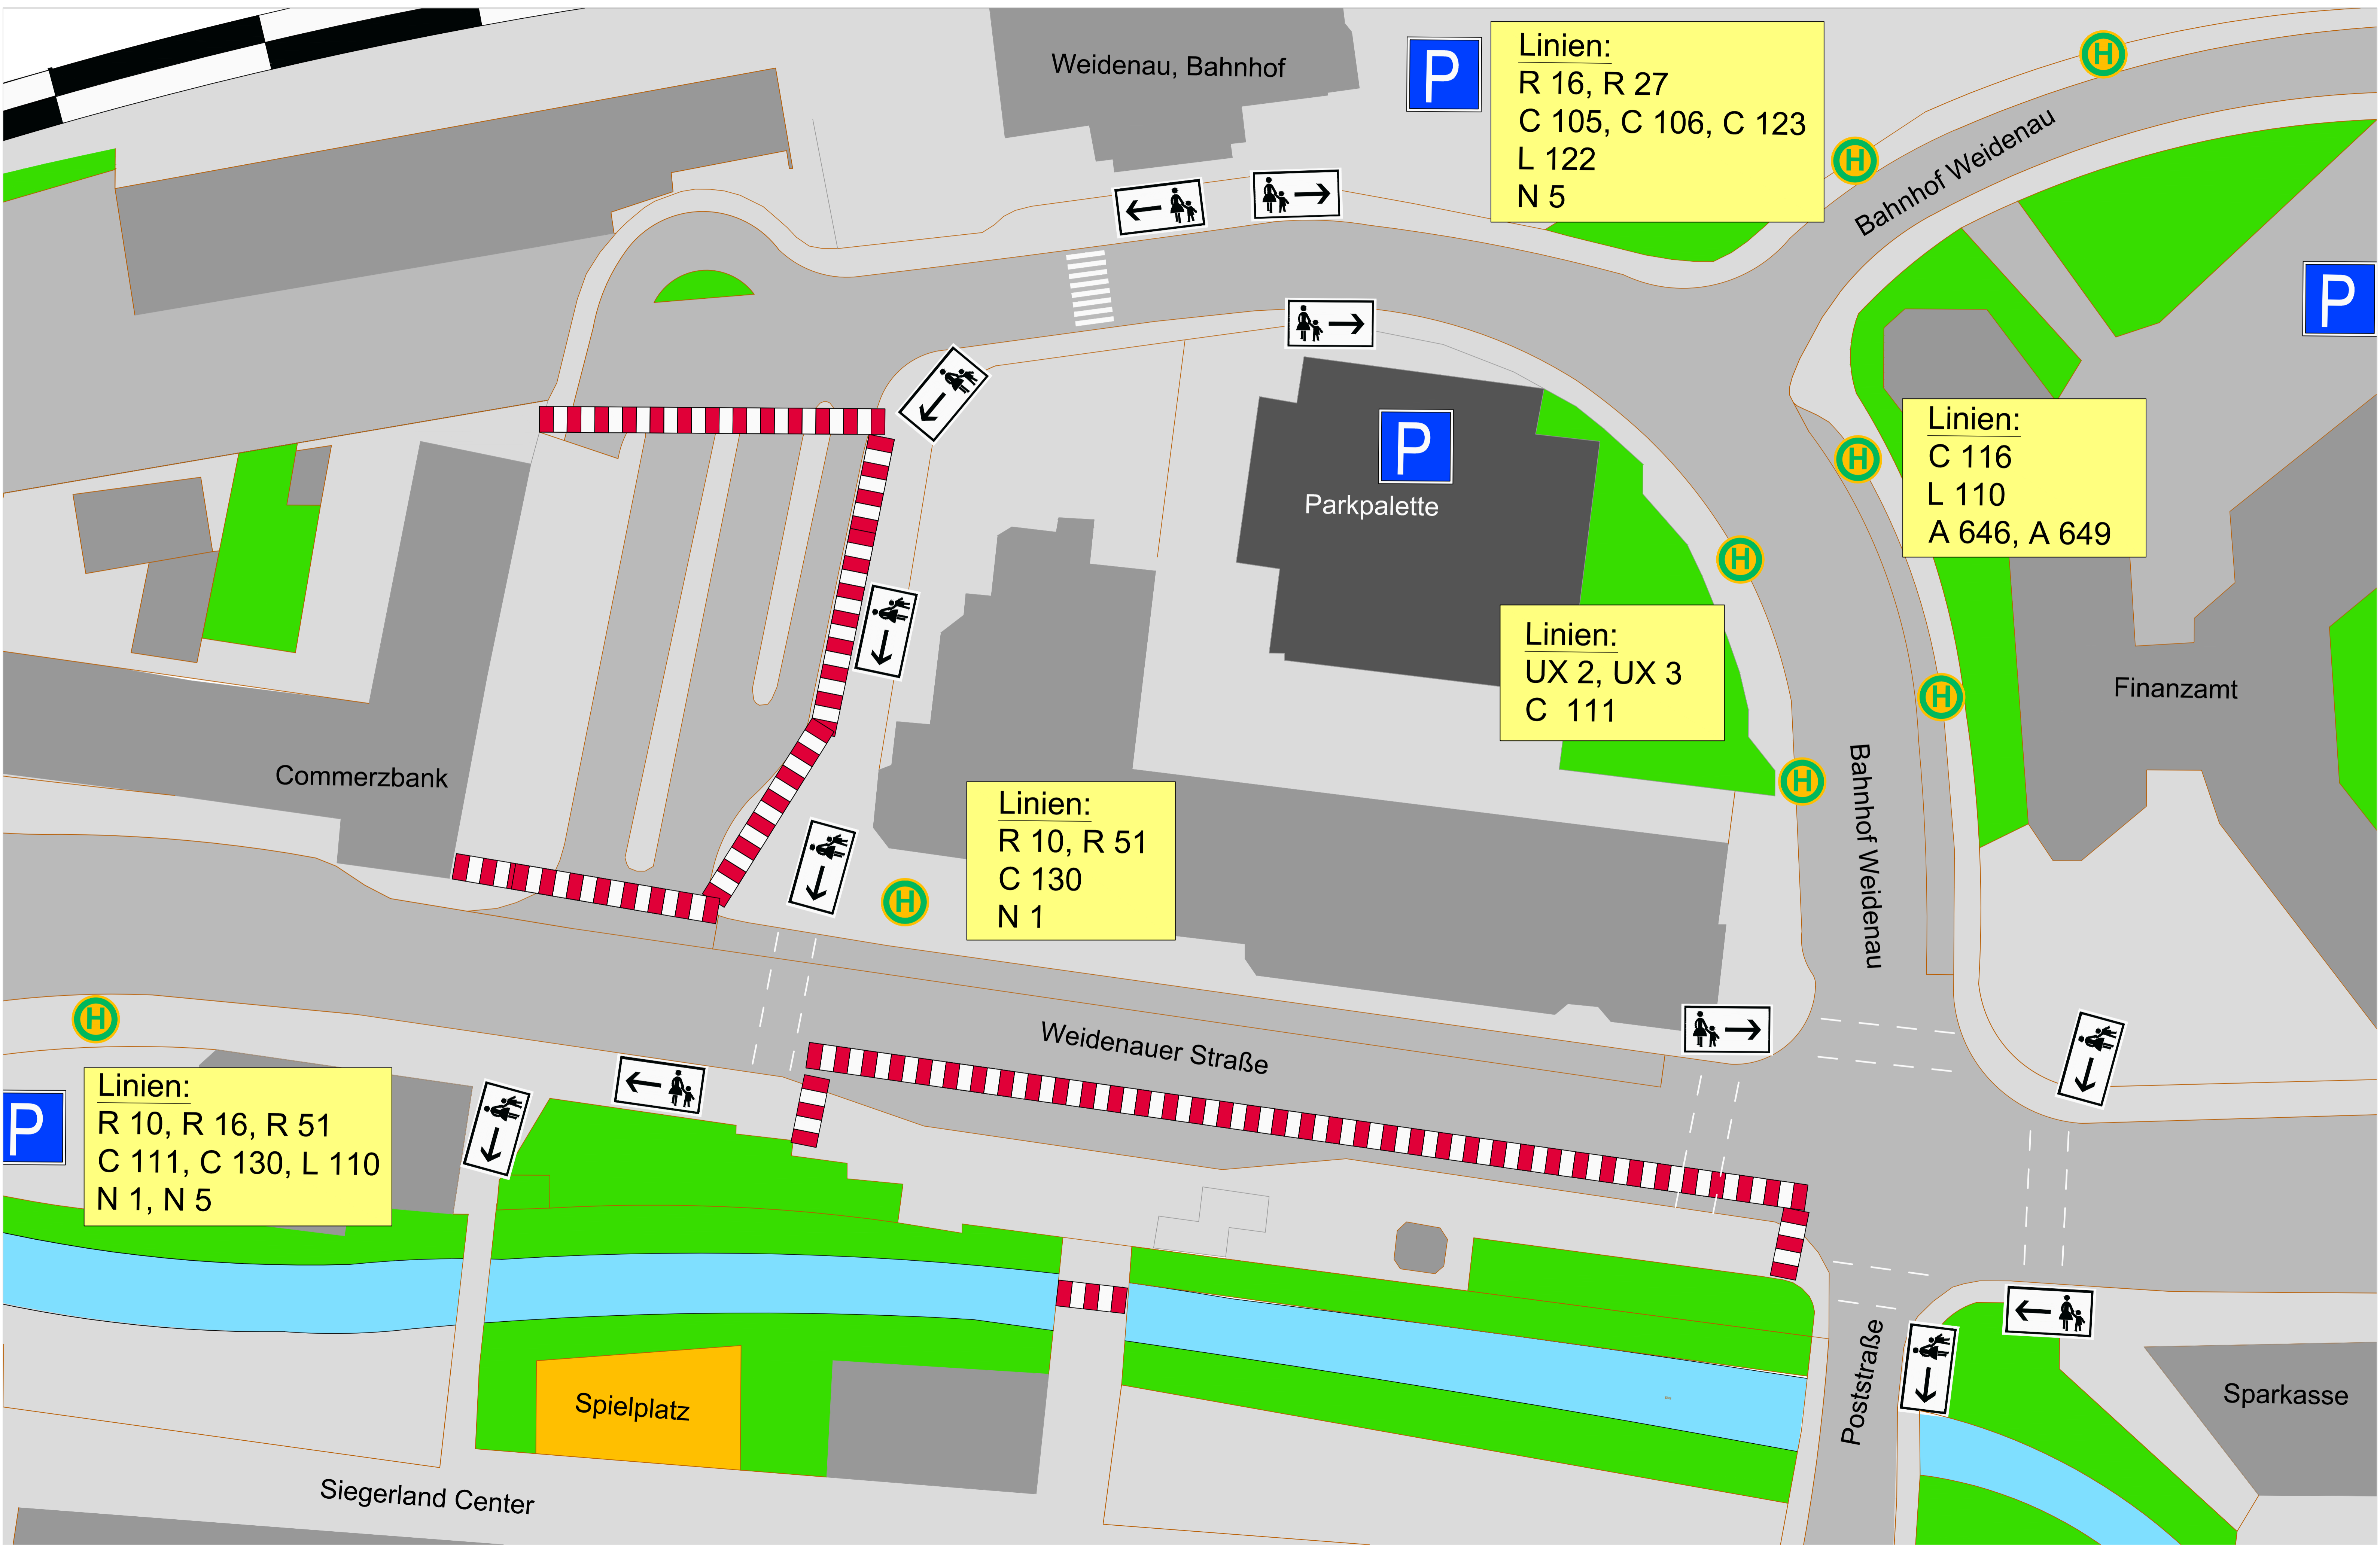 Weidenau, Bahnhof
P
Linien:
R 16, R 27
C 105, C 106, C 123
L 122
N 5
H
H
Bahnhof Weidenau
P
P
Parkpalette
H
Linien:
C 116
L 110
A 646, A 649
H
Linien:
UX 2, UX 3
C 111
H
H
Finanzamt
Bahnhof Weidenau
Commerzbank
Linien:
R 10, R 51
C 130
N 1
H
H
Weidenauer Straße
P
Linien:
R 10, R 16, R 51
C 111, C 130, L 110
N 1, N 5
Spielplatz
Poststraße
Sparkasse
Siegerland Center